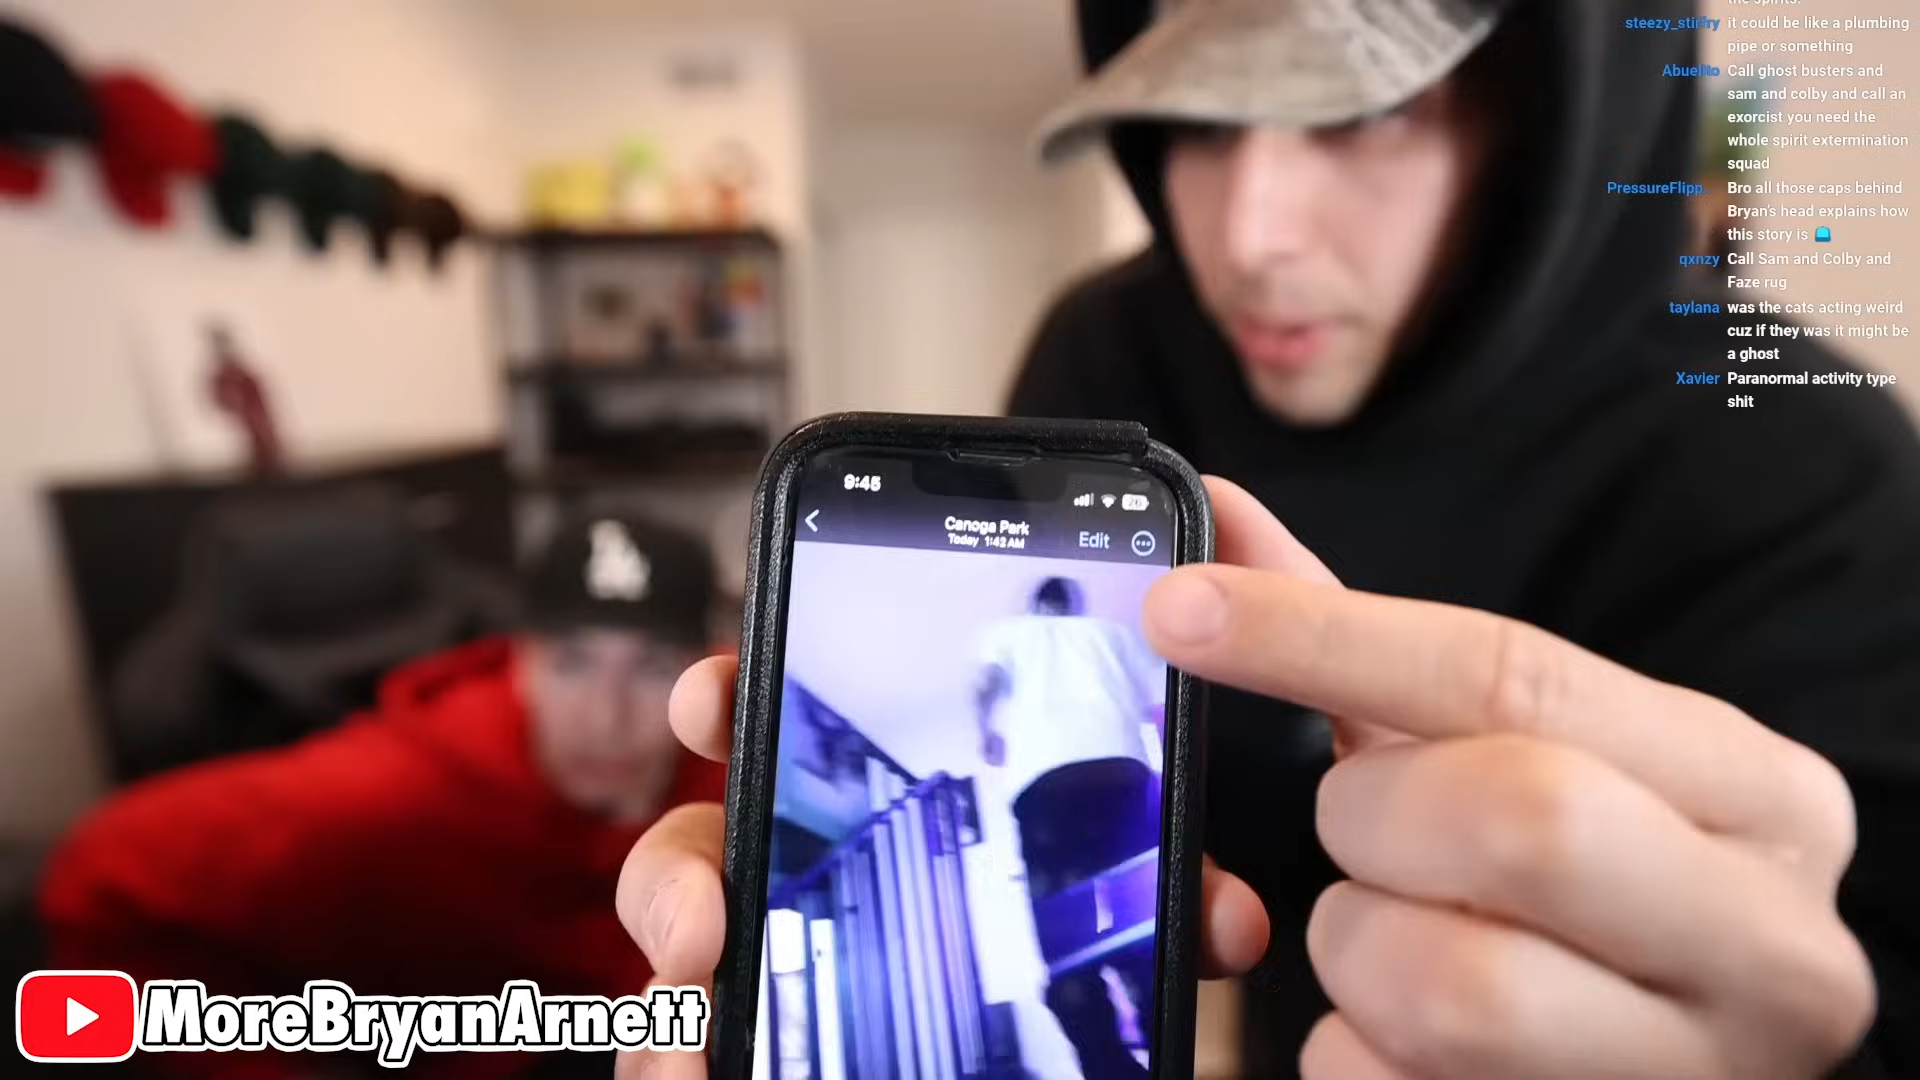 the spirits.
steezy_stirfry it could be like a plumbing
pipe or something
Abuelito Call ghost busters and
sam and colby and call an
exorcist you need the
whole spirit extermination
squad
PressureFlipp... Bro all those caps behind
Bryan's head explains how
this story is
qxnzy Call Sam and Colby and
Faze rug
taylana was the cats acting weird
cuz if they was it might be
a ghost
Xavier Paranormal activity type
shit
9:45
Canoga Park
Today 1:42 AM
Edit
LA
MoreBryanArnett